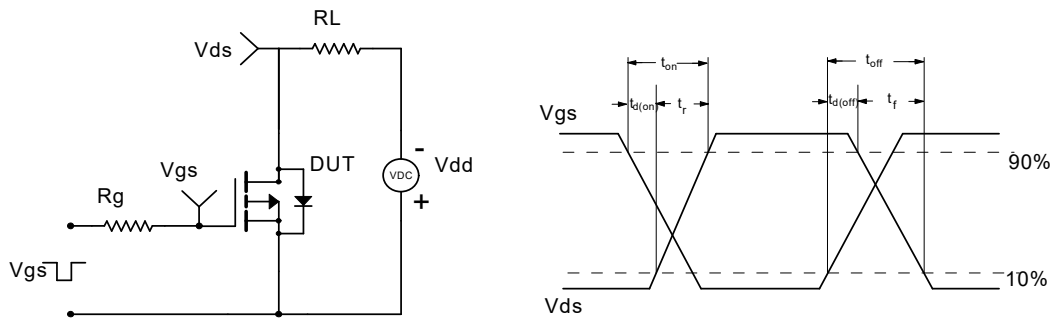 RL
Vds
Vgs
DUT
-
VDC
Vdd
+
Rg
Vgs
ton
toff
td(on)
tr
td(off)
tf
Vgs
90%
10%
Vds